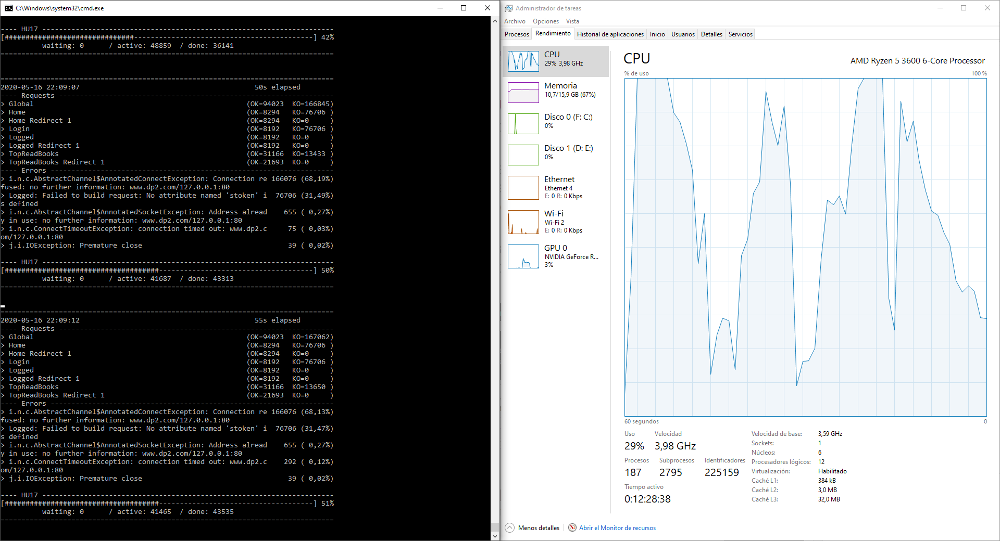 C:\Windows\system32\cmd.exe
---- HU17 ---------------------------------------------------------------------
[###############################-------------------------------------------] 42%
waiting: 0      / active: 48859  / done: 36141
================================================================================
================================================================================
2020-05-16 22:09:07                                          50s elapsed
---- Requests ------------------------------------------------------------------
> Global                                                   (OK=94023  KO=166845)
> Home                                                     (OK=8294   KO=76706 )
> Home Redirect 1                                          (OK=8294   KO=0     )
> Login                                                    (OK=8192   KO=76706 )
> Logged                                                   (OK=8192   KO=0     )
> Logged Redirect 1                                        (OK=8192   KO=0     )
> TopReadBooks                                             (OK=31166  KO=13433 )
> TopReadBooks Redirect 1                                  (OK=21693  KO=0     )
---- Errors --------------------------------------------------------------------
> i.n.c.AbstractChannel$AnnotatedConnectException: Connection re 166076 (68,19%)
fused: no further information: www.dp2.com/127.0.0.1:80
> Logged: Failed to build request: No attribute named 'stoken' i  76706 (31,49%)
s defined
> i.n.c.AbstractChannel$AnnotatedSocketException: Address alread    655 ( 0,27%)
y in use: no further information: www.dp2.com/127.0.0.1:80
> i.n.c.ConnectTimeoutException: connection timed out: www.dp2.c     75 ( 0,03%)
om/127.0.0.1:80
> j.i.IOException: Premature close                                   39 ( 0,02%)
---- HU17 ---------------------------------------------------------------------
[#####################################-------------------------------------] 50%
waiting: 0      / active: 41687  / done: 43313
================================================================================
================================================================================
2020-05-16 22:09:12                                          55s elapsed
---- Requests ------------------------------------------------------------------
> Global                                                   (OK=94023  KO=167062)
> Home                                                     (OK=8294   KO=76706 )
> Home Redirect 1                                          (OK=8294   KO=0     )
> Login                                                    (OK=8192   KO=76706 )
> Logged                                                   (OK=8192   KO=0     )
> Logged Redirect 1                                        (OK=8192   KO=0     )
> TopReadBooks                                             (OK=31166  KO=13650 )
> TopReadBooks Redirect 1                                  (OK=21693  KO=0     )
---- Errors --------------------------------------------------------------------
> i.n.c.AbstractChannel$AnnotatedConnectException: Connection re 166076 (68,13%)
fused: no further information: www.dp2.com/127.0.0.1:80
> Logged: Failed to build request: No attribute named 'stoken' i  76706 (31,47%)
s defined
> i.n.c.AbstractChannel$AnnotatedSocketException: Address alread    655 ( 0,27%)
y in use: no further information: www.dp2.com/127.0.0.1:80
> i.n.c.ConnectTimeoutException: connection timed out: www.dp2.c    292 ( 0,12%)
om/127.0.0.1:80
> j.i.IOException: Premature close                                   39 ( 0,02%)
---- HU17 ---------------------------------------------------------------------
[#####################################-------------------------------------] 51%
waiting: 0      / active: 41465  / done: 43535
================================================================================
Administrador de tareas
Archivo Opciones Vista
Procesos Rendimiento Historial de aplicaciones Inicio Usuarios Detalles Servicios
CPU
29% 3,98 GHz
Memoria
10,7/15,9 GB (67%)
Disco 0 (F: C:)
0%
Disco 1 (D: E:)
0%
Ethernet
Ethernet 4
E: 0 R: 0 Kbps
Wi-Fi
Wi-Fi 2
E: 0 R: 0 Kbps
GPU 0
NVIDIA GeForce R...
3%
CPU AMD Ryzen 5 3600 6-Core Processor
% de uso 100 %
60 segundos 0
Uso Velocidad
29% 3,98 GHz
Procesos Subprocesos Identificadores
187 2795 225159
Tiempo activo
0:12:28:38
Velocidad de base: 3,59 GHz
Sockets: 1
Núcleos: 6
Procesadores lógicos: 12
Virtualización: Habilitado
Caché L1: 384 kB
Caché L2: 3,0 MB
Caché L3: 32,0 MB
Menos detalles Abrir el Monitor de recursos